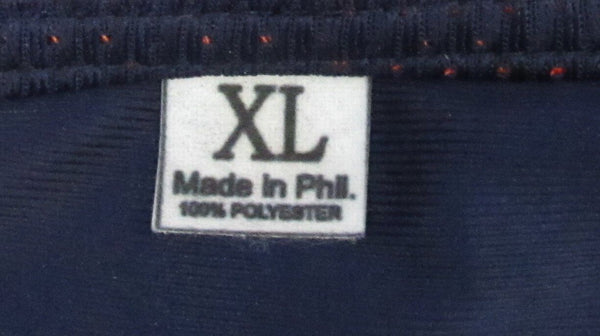 XL
Made In Phil.
100% POLYESTER